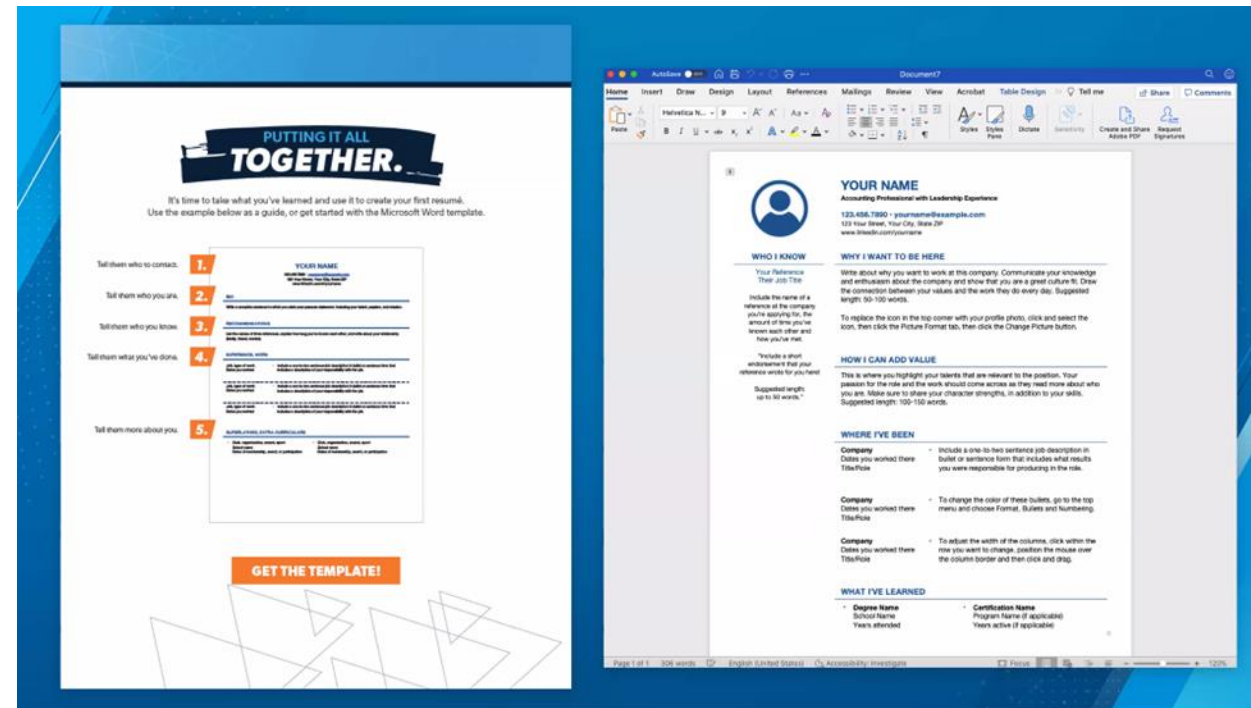 PUTTING IT ALL
TOGETHER.
It's time to take what you've learned and use it to create your first resumé.
Use the example below as a guide, or get started with the Microsoft Word template.
Tell them who to contact.
1.
YOUR NAME
Tell them who you are.
2.
BIO
Tell them who you know.
3.
Tell them what you've done.
4.
EXPERIENCE, WORK
Tell them more about you.
5.
GET THE TEMPLATE!
AutoSave
Document7
Home Insert Draw Design Layout References Mailings Review View Acrobat Table Design Tell me Share Comments
Paste
Helvetica N... 9
Styles
Styles Pane
Dictate
Sensitivity
Create and Share Adobe PDF
Request Signatures
YOUR NAME
Accounting Professional with Leadership Experience
123.456.7890 • yourname@example.com
123 Your Street, Your City, State ZIP
www.linkedin.com/yourname
WHO I KNOW
Your Reference
Their Job Title
Include the name of a
reference at the company
you're applying for, the
amount of time you've
known each other and
how you've met.
"Include a short
endorsement that your
reference wrote for you here!
Suggested length:
up to 50 words."
WHY I WANT TO BE HERE
Write about why you want to work at this company. Communicate your knowledge
and enthusiasm about the company and show that you are a great culture fit. Draw
the connection between your values and the work they do every day. Suggested
length: 50-100 words.
To replace the icon in the top corner with your profile photo, click and select the
icon, then click the Picture Format tab, then click the Change Picture button.
HOW I CAN ADD VALUE
This is where you highlight your talents that are relevant to the position. Your
passion for the role and the work should come across as they read more about who
you are. Make sure to share your character strengths, in addition to your skills.
Suggested length: 100-150 words.
WHERE I'VE BEEN
Company
Dates you worked there
Title/Role
• Include a one-to-two sentence job description in
bullet or sentence form that includes what results
you were responsible for producing in the role.
Company
Dates you worked there
Title/Role
• To change the color of these bullets, go to the top
menu and choose Format, Bullets and Numbering.
Company
Dates you worked there
Title/Role
• To adjust the width of the columns, click within the
row you want to change, position the mouse over
the column border and then click and drag.
WHAT I'VE LEARNED
• Degree Name
School Name
Years attended
• Certification Name
Program Name (if applicable)
Years active (if applicable)
Page 1 of 1 306 words English (United States) Accessibility: Investigate Focus 120%